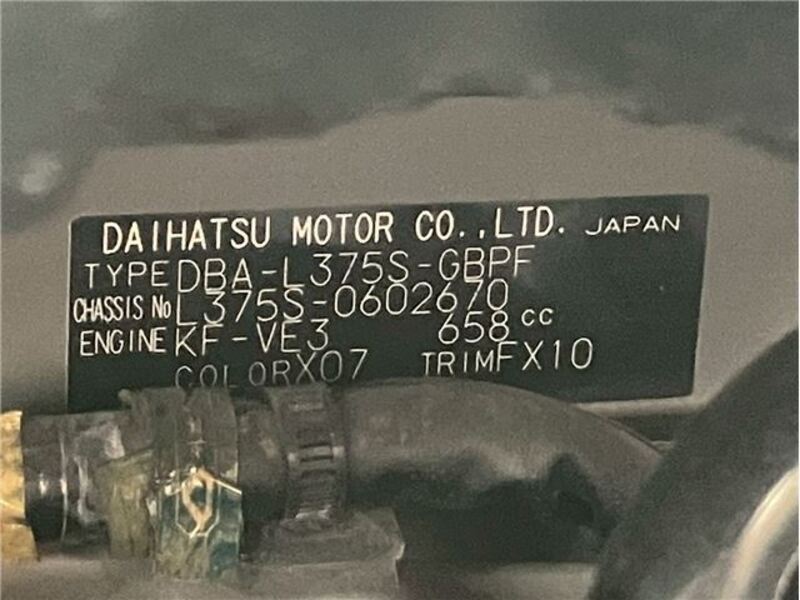 DAIHATSU MOTOR CO.,LTD. JAPAN
TYPE DBA-L375S-GBPF
CHASSIS No L375S-0602670
ENGINE KF-VE3 658 cc
COLOR X07 TRIM FX10